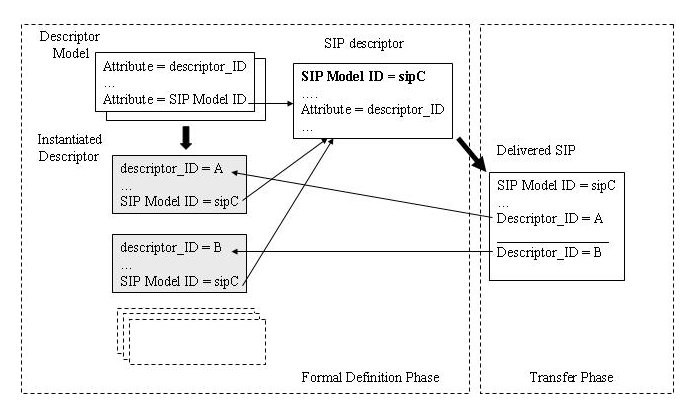 Descriptor
Model
Attribute = descriptor_ID
...
Attribute = SIP Model ID
SIP descriptor
SIP Model ID = sipC
....
Attribute = descriptor_ID
...
Instantiated
Descriptor
descriptor_ID = A
...
SIP Model ID = sipC
descriptor_ID = B
...
SIP Model ID = sipC
Formal Definition Phase
Delivered SIP
SIP Model ID = sipC
...
Descriptor_ID = A
Descriptor_ID = B
Transfer Phase